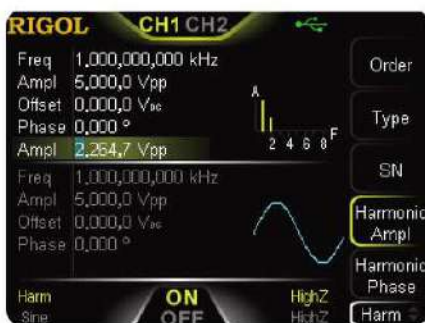 RIGOL CH1 CH2
Freq 1.000,000,000 kHz
Ampl 5.000,0 Vpp
Offset 0.000,0 VDC
Phase 0.000 °
Ampl 2.264,7 Vpp
A
F
2 4 6 8
Freq 1.000,000,000 kHz
Ampl 5.000,0 Vpp
Offset 0.000,0 VDC
Phase 0.000 °
Harm ON HighZ
Sine OFF HighZ
Order
Type
SN
Harmonic
Ampl
Harmonic
Phase
Harm